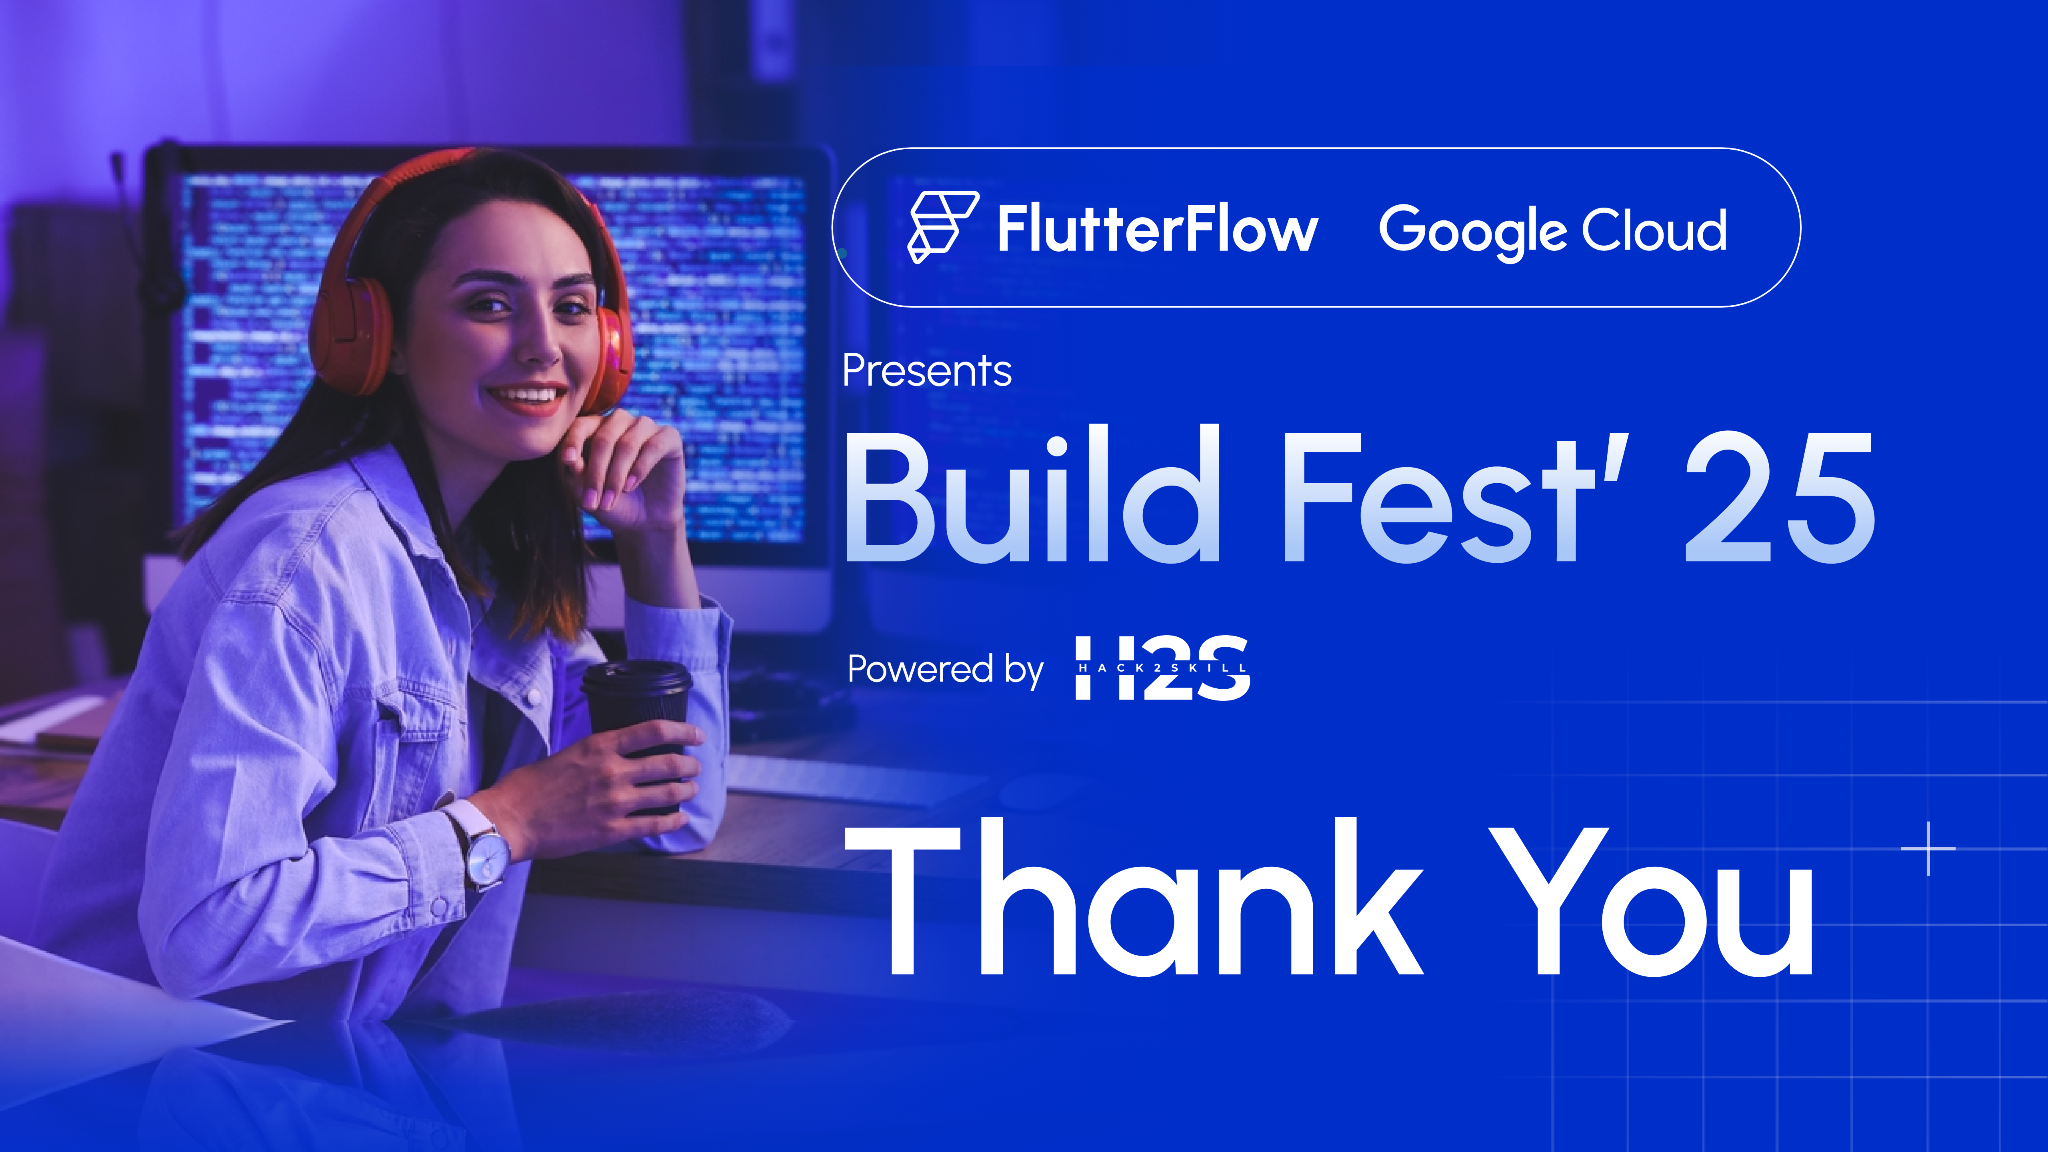 FlutterFlow Google Cloud
Presents
Build Fest' 25
Powered by H2S
HACK2SKILL
Thank You